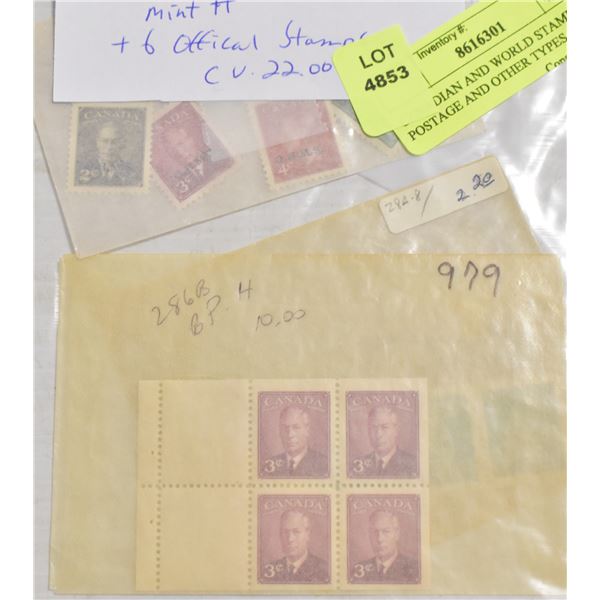 Mint H
+ 6 Offical Stamps
C.V. 22.00
LOT
4853
Inventory #:
8616301
DIAN AND WORLD STAM
POSTAGE AND OTHER TYPES
Con
CANADA
2¢
3¢
4¢
284-8/
2.20
979
286B
B.P. 4
10.00
CANADA
3¢
CANADA
3¢
CANADA
3¢
CANADA
3¢